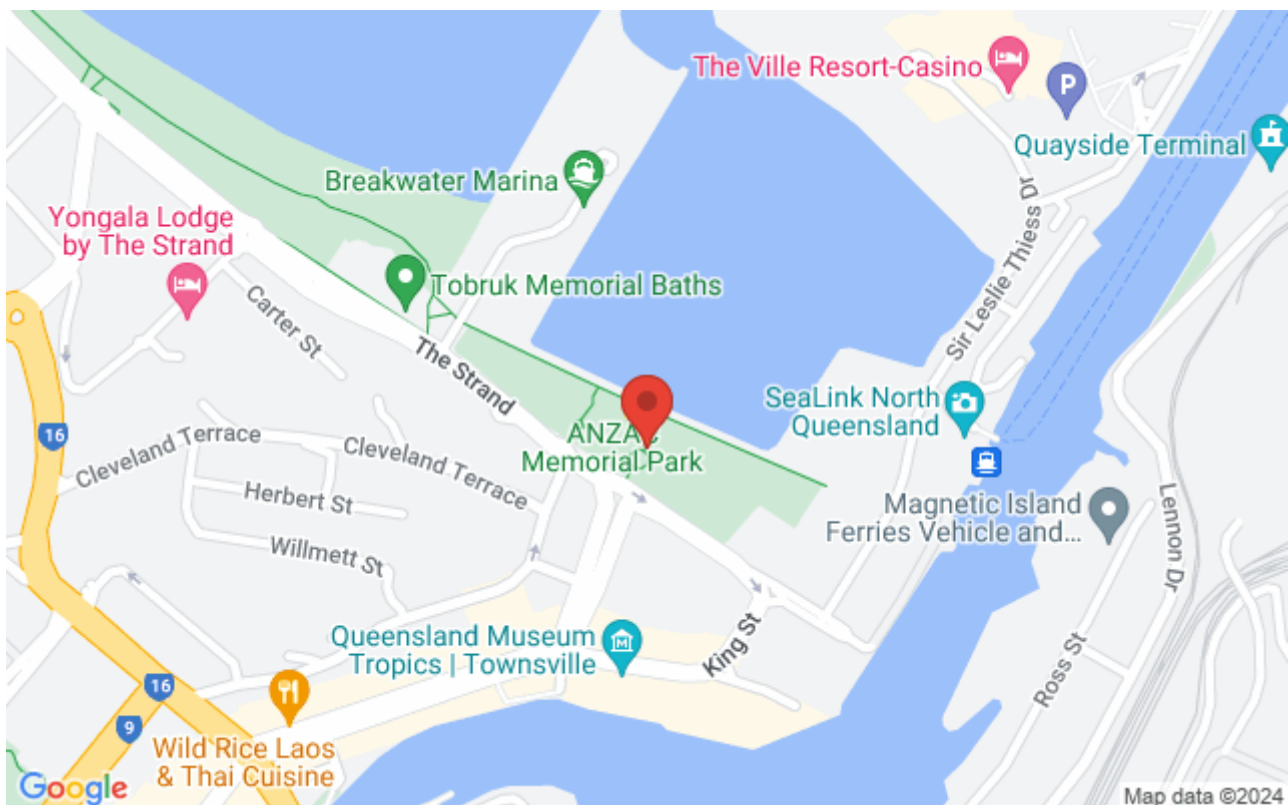 The Ville Resort-Casino
P
Quayside Terminal
Breakwater Marina
Yongala Lodge
by The Strand
Tobruk Memorial Baths
Carter St
The Strand
Sir Leslie Thiess Dr
SeaLink North
Queensland
ANZAC
Memorial Park
16
Cleveland Terrace
Cleveland Terrace
Herbert St
Magnetic Island
Ferries Vehicle and...
Lennon Dr
Willmett St
Queensland Museum
Tropics | Townsville
King St
Ross St
16
9
Wild Rice Laos
& Thai Cuisine
Google
Map data ©2024